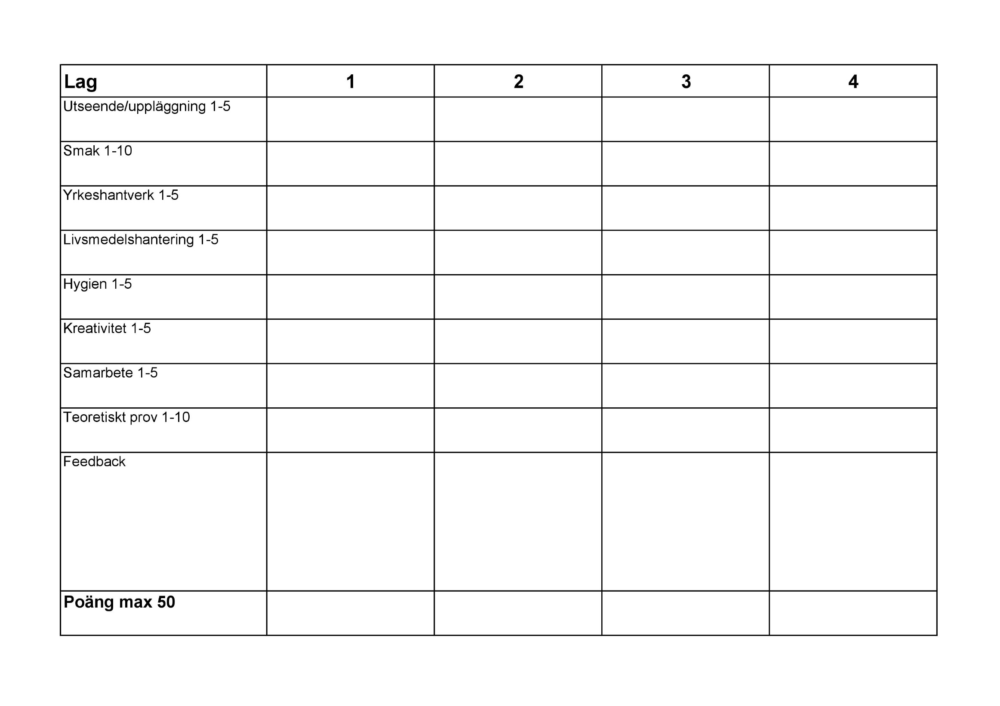 Lag 1 2 3 4
Utseende/uppläggning 1-5
Smak 1-10
Yrkeshantverk 1-5
Livsmedelshantering 1-5
Hygien 1-5
Kreativitet 1-5
Samarbete 1-5
Teoretiskt prov 1-10
Feedback
Poäng max 50